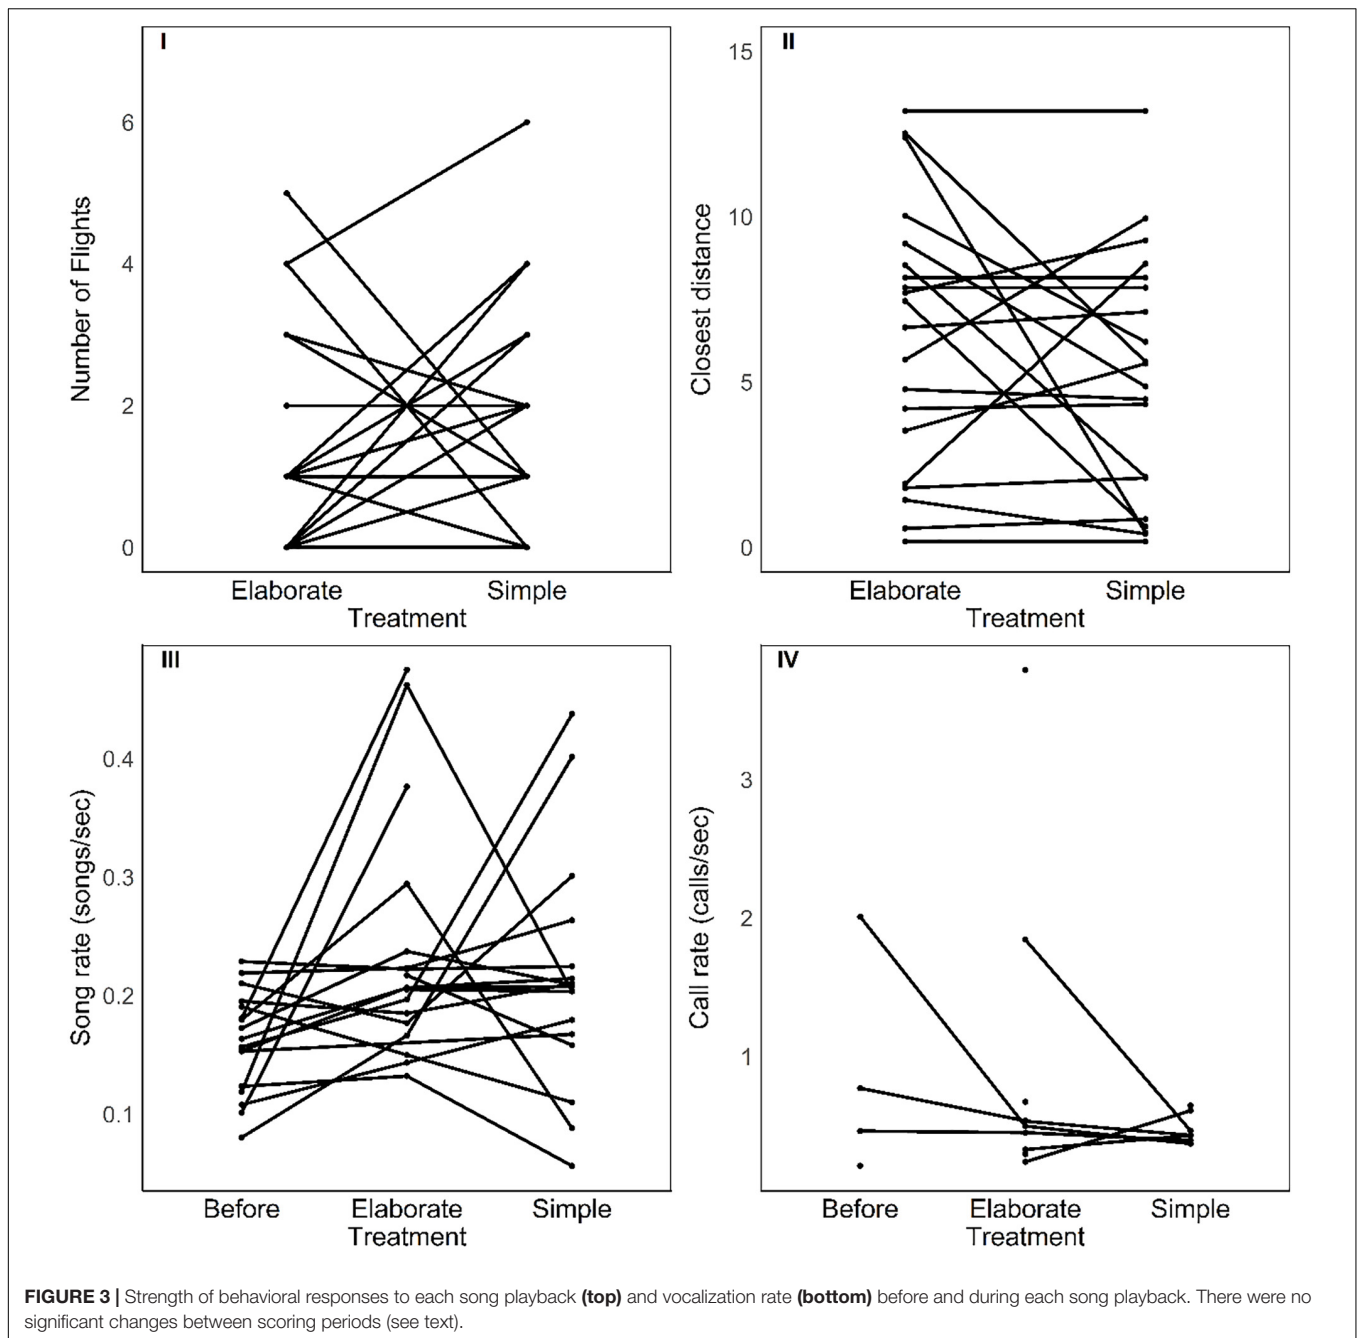 I
6
4
2
0
Number of Flights
Elaborate Simple
Treatment
II
15
10
5
0
Closest distance
Elaborate Simple
Treatment
III
0.4
0.3
0.2
0.1
Song rate (songs/sec)
Before Elaborate Simple
Treatment
IV
3
2
1
Call rate (calls/sec)
Before Elaborate Simple
Treatment
FIGURE 3 | Strength of behavioral responses to each song playback (top) and vocalization rate (bottom) before and during each song playback. There were no
significant changes between scoring periods (see text).